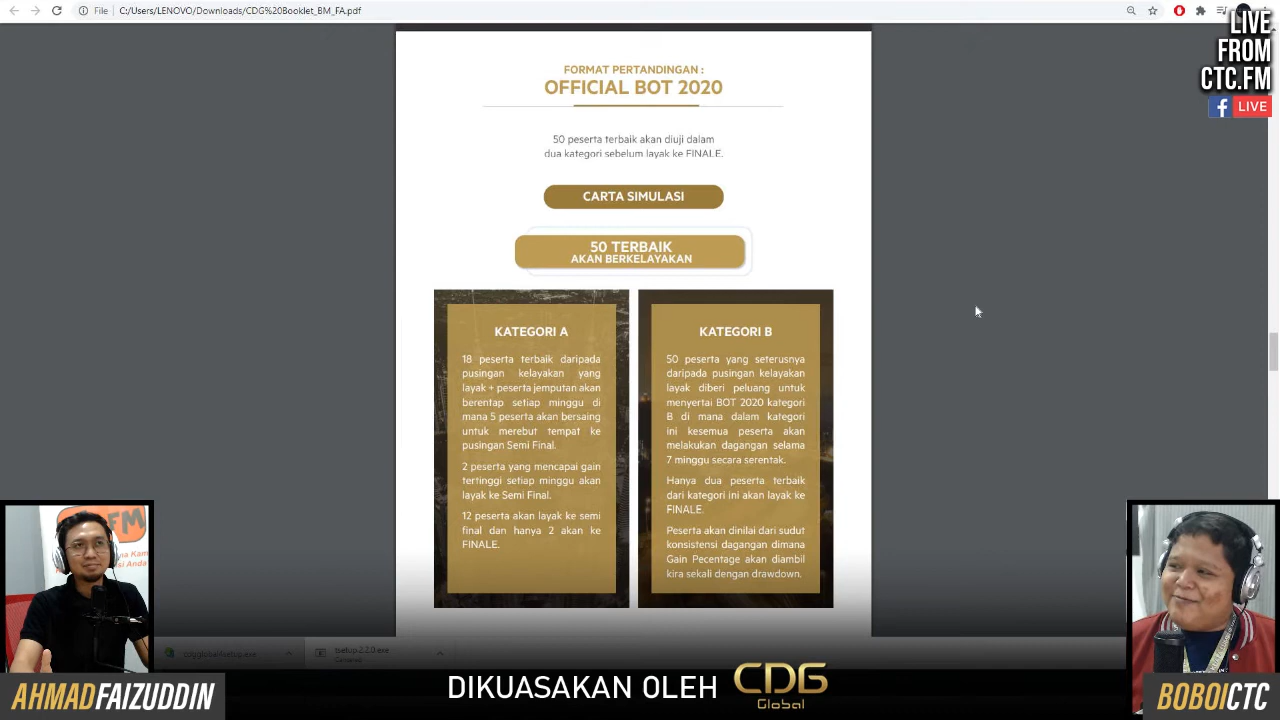 File | C:/Users/LENOVO/Downloads/CDG%20Booklet_BM_FA.pdf
LIVE
FROM
CTC.FM
f LIVE
FORMAT PERTANDINGAN :
OFFICIAL BOT 2020
50 peserta terbaik akan diuji dalam
dua kategori sebelum layak ke FINALE.
CARTA SIMULASI
50 TERBAIK
AKAN BERKELAYAKAN
KATEGORI A
18 peserta terbaik daripada
pusingan kelayakan yang
layak + peserta jemputan akan
berentap setiap minggu di
mana 5 peserta akan bersaing
untuk merebut tempat ke
pusingan Semi Final.
2 peserta yang mencapai gain
tertinggi setiap minggu akan
layak ke Semi Final.
12 peserta akan layak ke semi
final dan hanya 2 akan ke
FINALE.
KATEGORI B
50 peserta yang seterusnya
daripada pusingan kelayakan
layak diberi peluang untuk
menyertai BOT 2020 kategori
B di mana dalam kategori
ini kesemua peserta akan
melakukan dagangan selama
7 minggu secara serentak.
Hanya dua peserta terbaik
dari kategori ini akan layak ke
FINALE.
Peserta akan dinilai dari sudut
konsistensi dagangan dimana
Gain Pecentage akan diambil
kira sekali dengan drawdown.
cdgglobal4setup.exe
tsetup.2.2.0.exe
AHMADFAIZUDDIN
DIKUASAKAN OLEH CDG
Global
BOBOICTC